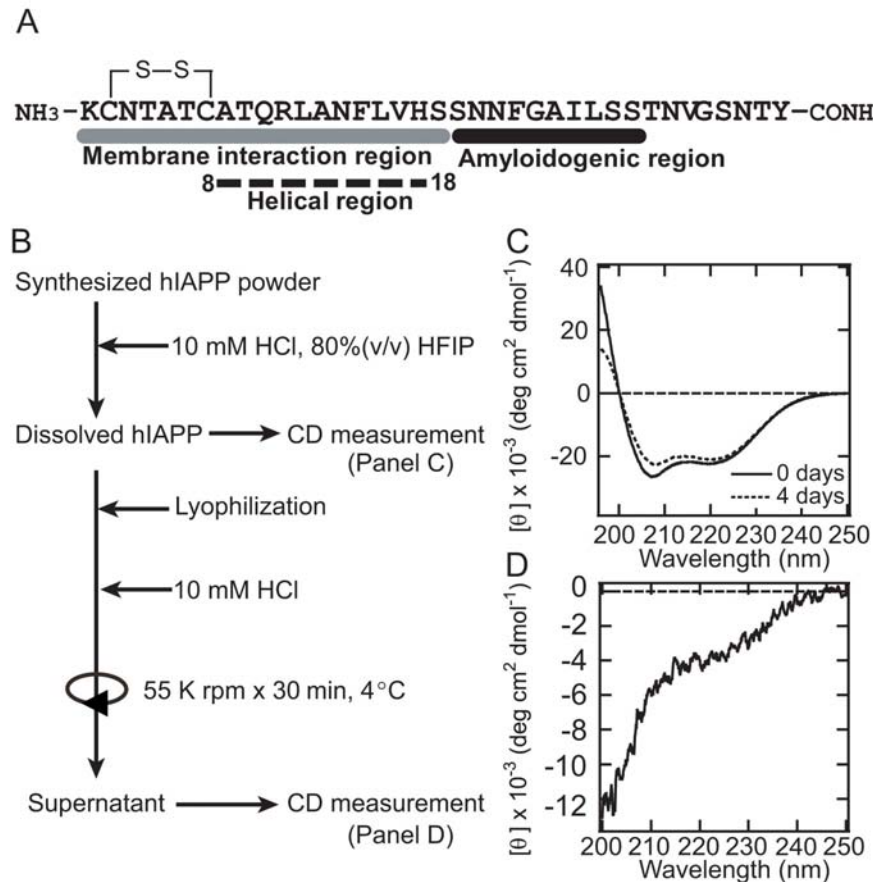 A
S–S
NH3-KCNTATCATQRLANFLVHSSNNFGAILSSTNVGSNTY-CONH
Membrane interaction region Amyloidogenic region
8 18
Helical region
B
Synthesized hIAPP powder
10 mM HCl, 80%(v/v) HFIP
Dissolved hIAPP CD measurement
(Panel C)
Lyophilization
10 mM HCl
55 K rpm x 30 min, 4°C
Supernatant CD measurement
(Panel D)
C
[θ] x 10-3 (deg cm2 dmol-1)
40
20
0
-20
0 days
4 days
200 210 220 230 240 250
Wavelength (nm)
D
[θ] x 10-3 (deg cm2 dmol-1)
0
-2
-4
-6
-8
-10
-12
200 210 220 230 240 250
Wavelength (nm)